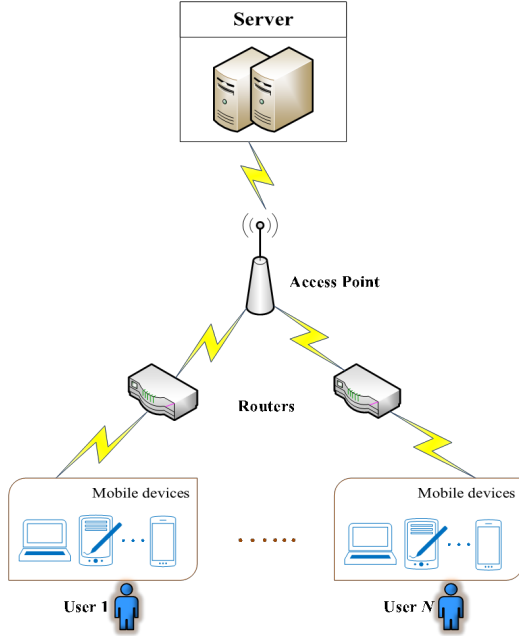 Server
Access Point
Routers
Mobile devices
Mobile devices
User 1
User N